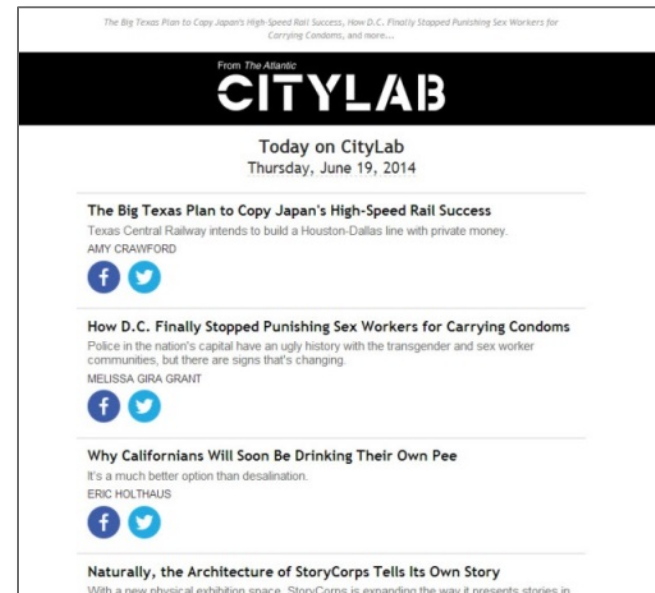 The Big Texas Plan to Copy Japan's High-Speed Rail Success, How D.C. Finally Stopped Punishing Sex Workers for
Carrying Condoms, and more...
From The Atlantic
CITYLAB
Today on CityLab
Thursday, June 19, 2014
The Big Texas Plan to Copy Japan's High-Speed Rail Success
Texas Central Railway intends to build a Houston-Dallas line with private money.
AMY CRAWFORD
How D.C. Finally Stopped Punishing Sex Workers for Carrying Condoms
Police in the nation's capital have an ugly history with the transgender and sex worker
communities, but there are signs that's changing.
MELISSA GIRA GRANT
Why Californians Will Soon Be Drinking Their Own Pee
It's a much better option than desalination.
ERIC HOLTHAUS
Naturally, the Architecture of StoryCorps Tells Its Own Story
With a new physical exhibition space, StoryCorps is expanding the way it presents stories in